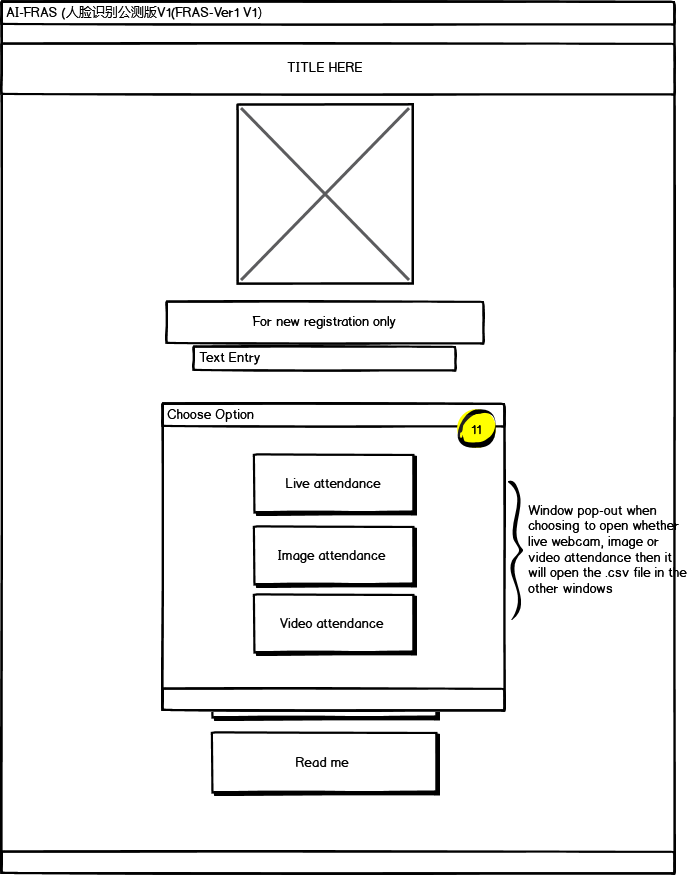 AI-FRAS (人脸识别公测版V1(FRAS-Ver1 V1)
TITLE HERE
For new registration only
Text Entry
Choose Option
11
Live attendance
Image attendance
Video attendance
Window pop-out when
choosing to open whether
live webcam, image or
video attendance then it
will open the .csv file in the
other windows
Read me